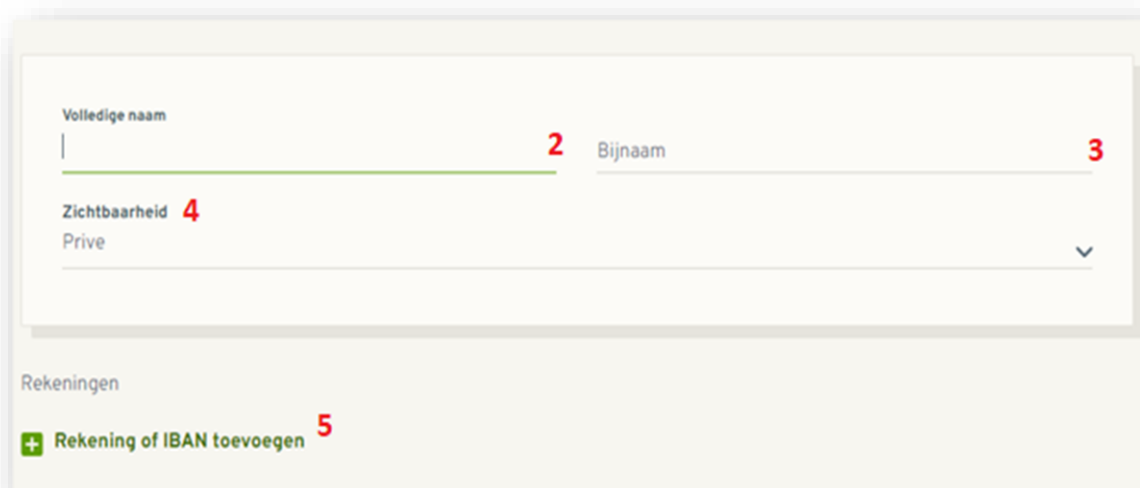 Volledige naam
2
Bijnaam 3
Zichtbaarheid 4
Prive
Rekeningen
Rekening of IBAN toevoegen 5